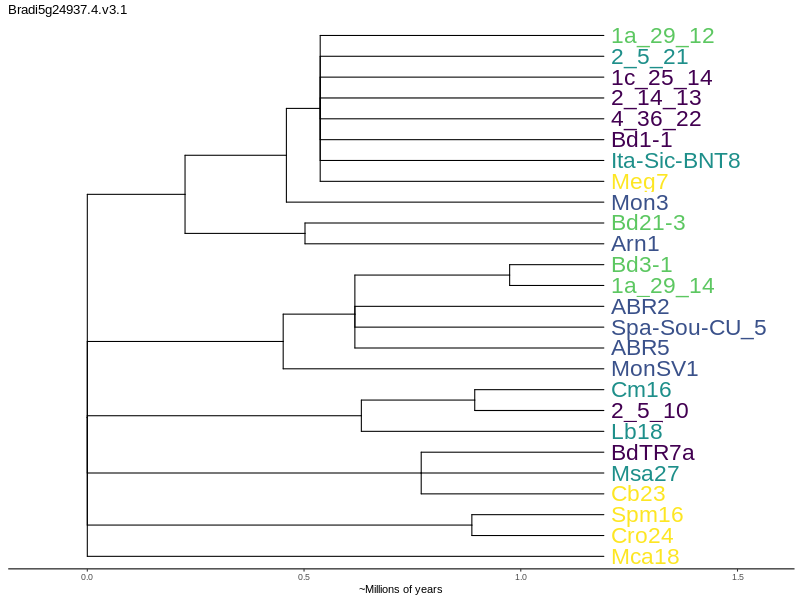 Bradi5g24937.4.v3.1
1a_29_12
2_5_21
1c_25_14
2_14_13
4_36_22
Bd1-1
Ita-Sic-BNT8
Meq7
Mon3
Bd21-3
Arn1
Bd3-1
1a_29_14
ABR2
Spa-Sou-CU_5
ABR5
MonSV1
Cm16
2_5_10
Lb18
BdTR7a
Msa27
Cb23
Spm16
Cro24
Mca18
0.0 0.5 1.0 1.5
~Millions of years